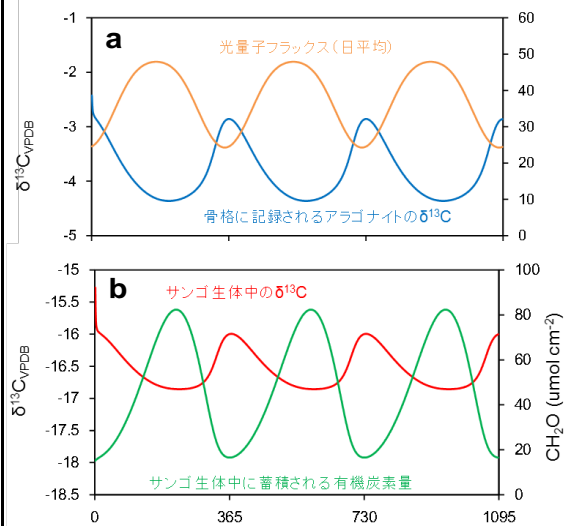 a
光量子フラックス（日平均）
骨格に記録されるアラゴナイトのδ13C
δ13CVPDB
-1
-2
-3
-4
-5
60
50
40
30
20
10
0
b
サンゴ生体中のδ13C
サンゴ生体中に蓄積される有機炭素量
δ13CVPDB
-15
-15.5
-16
-16.5
-17
-17.5
-18
-18.5
100
80
60
40
20
0
CH2O (umol cm-2)
0 365 730 1095